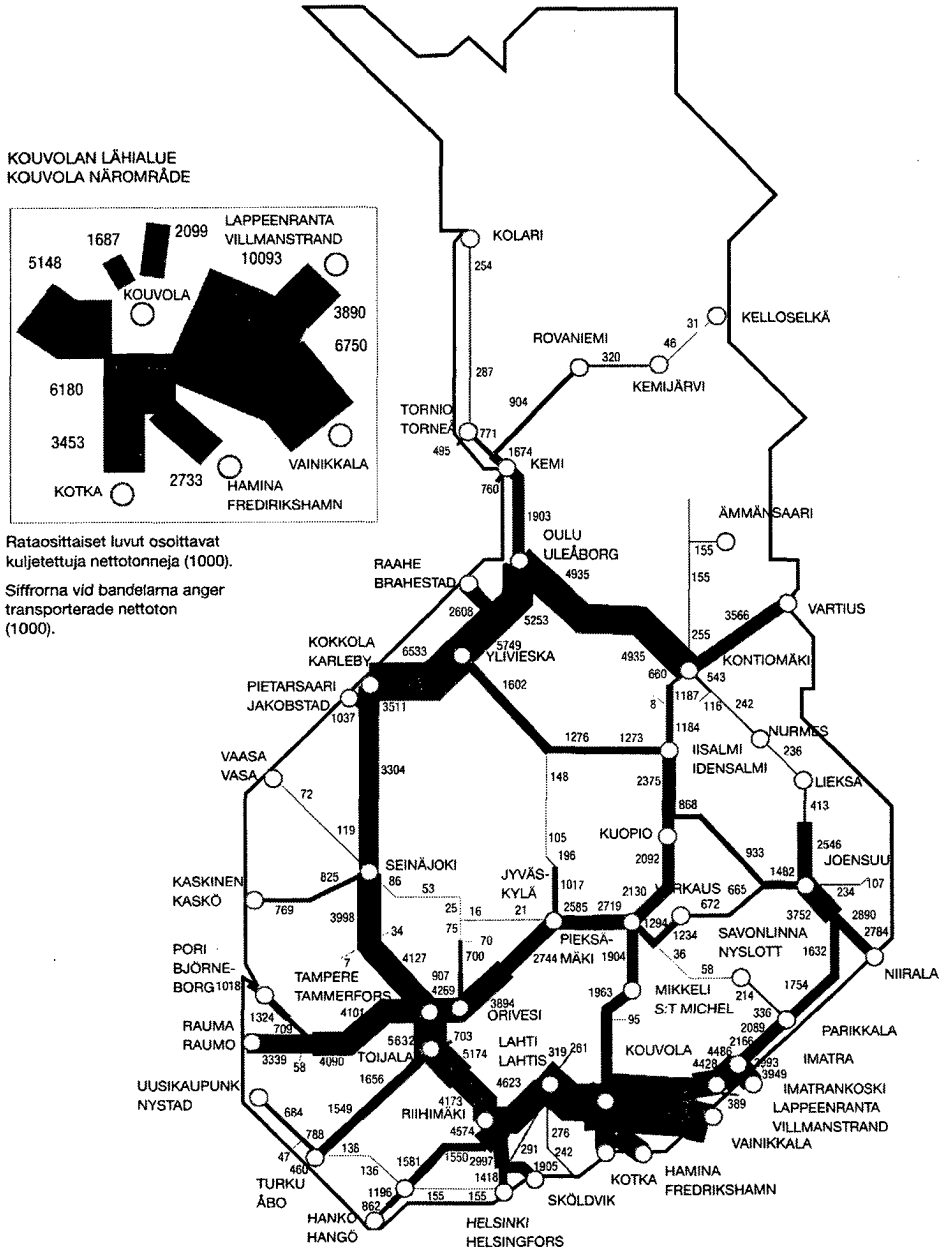 KOUVOLAN LÄHIALUE
KOUVOLA NÄROMRÅDE
LAPPEENRANTA
VILLMANSTRAND
10093
2099
1687
5148
KOUVOLA
3890
6750
6180
3453
2733
VAINIKKALA
HAMINA
FREDIRIKSHAMN
KOTKA
Rataosittaiset luvut osoittavat
kuljetettuja nettotonneja (1000).
Siffrorna vid bandelarna anger
transporterade nettoton
(1000).
KOLARI
254
287
KELLOSELKÄ
31
46
ROVANIEMI
320
KEMIJÄRVI
904
TORNIO
TORNEÅ
771
495
1674
KEMI
760
1903
OULU
ULEÅBORG
4935
ÄMMÄNSAARI
155
155
255
RAAHE
BRAHESTAD
2608
5253
3566
VARTIUS
KOKKOLA
KARLEBY
6533
5749
YLIVIESKA
4935
660
KONTIOMÄKI
543
PIETARSAARI
JAKOBSTAD
1037
3511
1602
8
1187
116
242
1184
NURMES
236
VAASA
VASA
72
3304
1276
1273
IISALMI
IDENSALMI
148
2375
LIEKSA
413
119
868
KUOPIO
105
196
933
2546
JOENSUU
SEINÄJOKI
825
86
53
JYVÄS-
KYLÄ
1017
2092
1482
107
234
KASKINEN
KASKÖ
769
25
16
21
2585
2719
2130
VARKAUS
665
672
3752
2890
3998
34
75
70
1294
1234
SAVONLINNA
NYSLOTT
2784
7
4127
700
2744
PIEKSÄ-
MÄKI
1904
36
58
1632
NIIRALA
PORI
BJÖRNE-
BORG
1018
TAMPERE
TAMMERFORS
907
4269
3894
1963
MIKKELI
S:T MICHEL
214
1754
1324
709
4101
ORIVESI
95
336
PARIKKALA
RAUMA
RAUMO
3339
58
4090
5632
703
5174
TOIJALA
LAHTI
LAHTIS
319
261
KOUVOLA
2089
2166
4486
4428
2993
3949
IMATRA
IMATRANKOSKI
LAPPEENRANTA
VILLMANSTRAND
389
VAINIKKALA
UUSIKAUPUNK
NYSTAD
1656
4623
684
1549
4173
RIIHIMÄKI
4574
788
47
460
136
136
1581
1550
2997
291
276
242
TURKU
ÅBO
1196
1418
1905
SKÖLDVIK
KOTKA
HAMINA
FREDRIKSHAMN
862
155
155
HANKO
HANGÖ
HELSINKI
HELSINGFORS